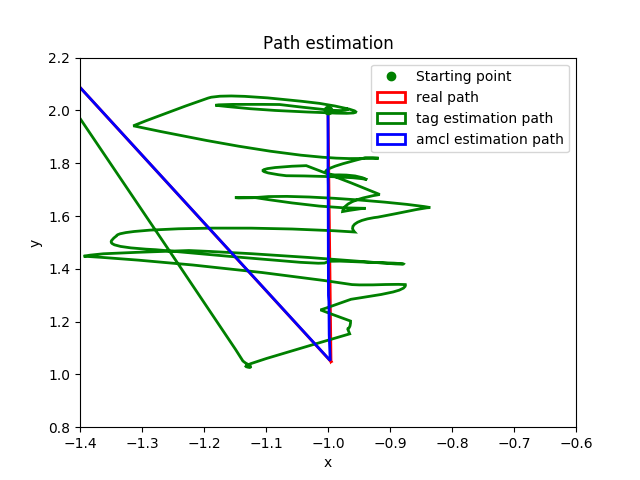 Path estimation
Starting point
real path
tag estimation path
amcl estimation path
2.2
2.0
1.8
1.6
1.4
1.2
1.0
0.8
y
−1.4 −1.3 −1.2 −1.1 −1.0 −0.9 −0.8 −0.7 −0.6
x